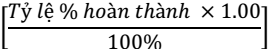 [Tỷ lệ % hoàn thành × 1.00
100%]